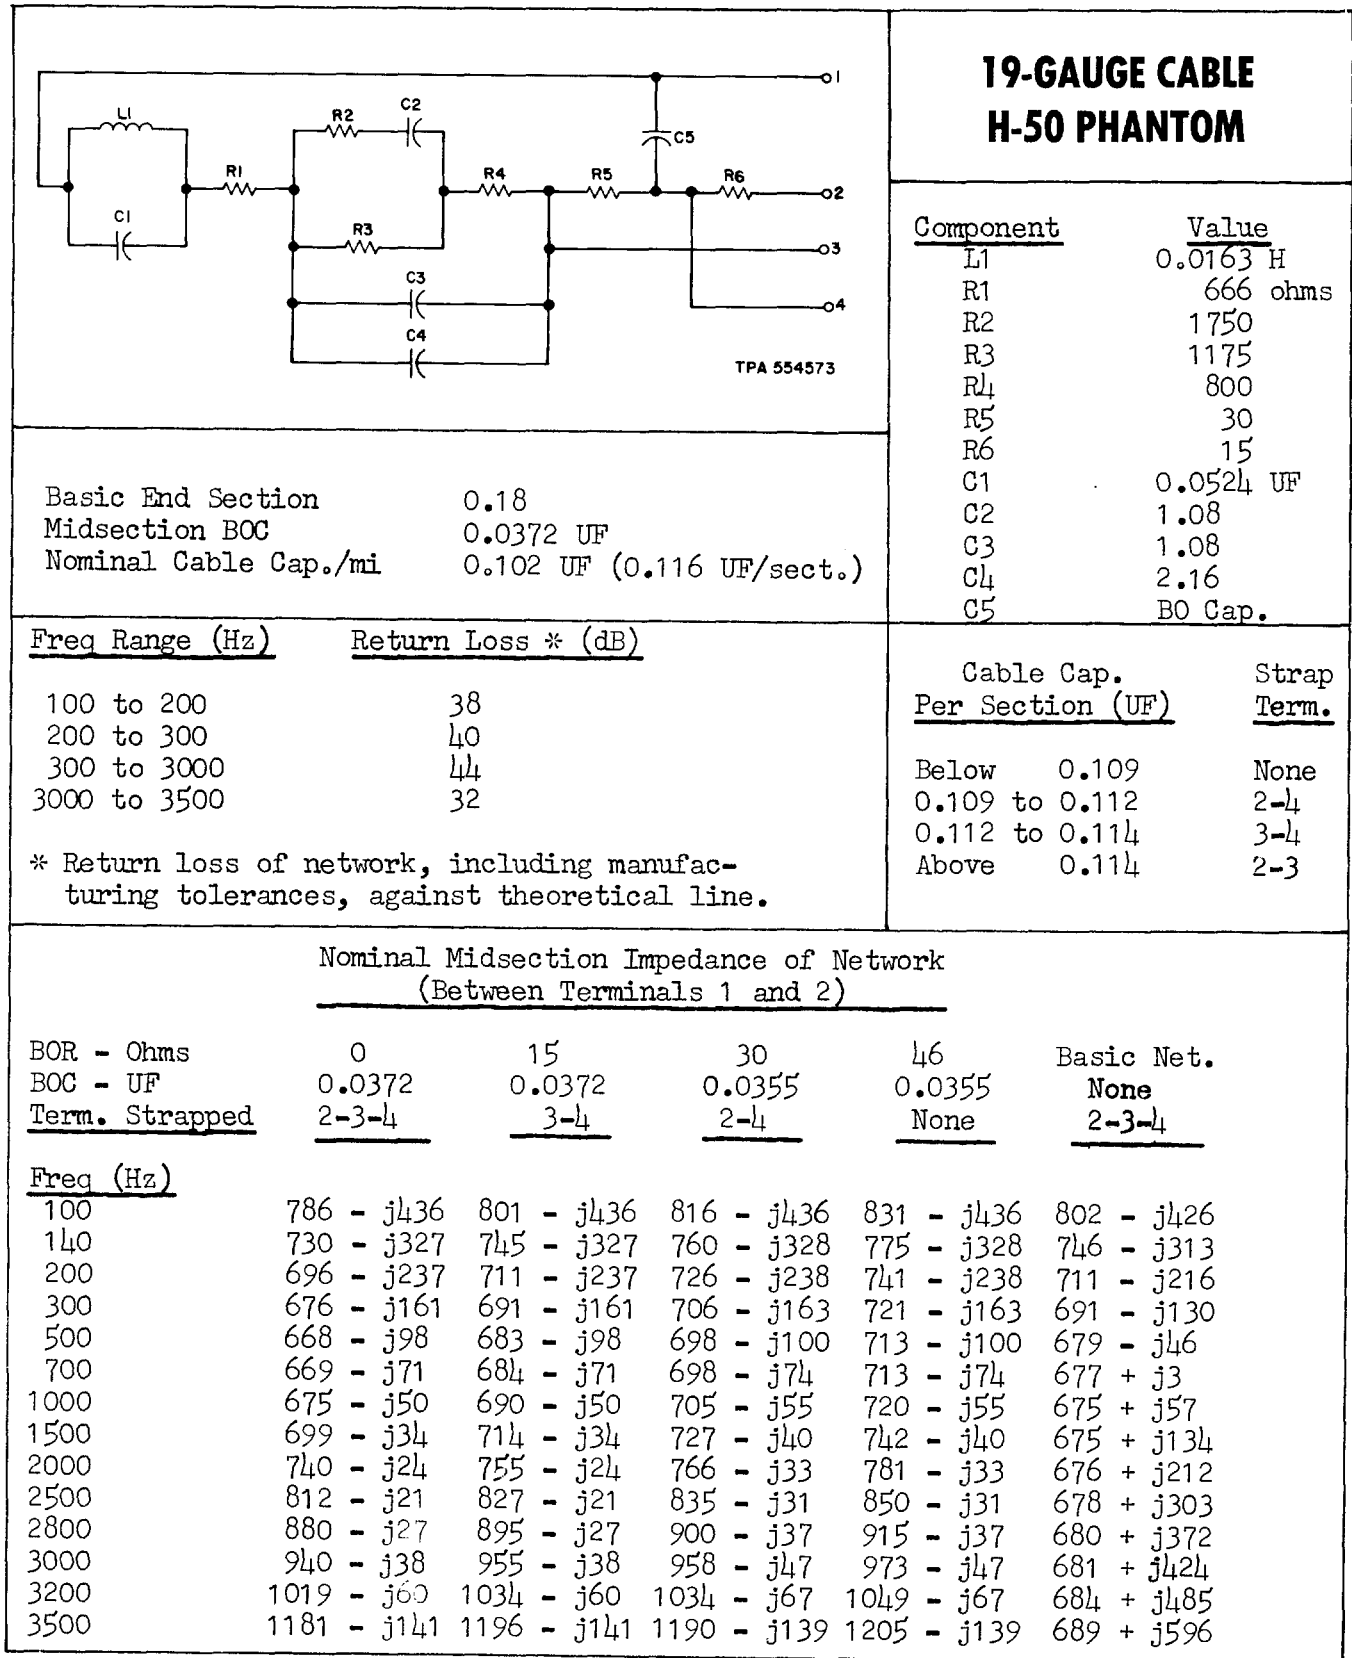 19-GAUGE CABLE
H-50 PHANTOM
L1
C1
R1
R2
C2
R3
C3
C4
R4
R5
C5
R6
1
2
3
4
TPA 554573
Component Value
L1 0.0163 H
R1 666 ohms
R2 1750
R3 1175
R4 800
R5 30
R6 15
C1 0.0524 UF
C2 1.08
C3 1.08
C4 2.16
C5 BO Cap.
Basic End Section 0.18
Midsection BOC 0.0372 UF
Nominal Cable Cap./mi 0.102 UF (0.116 UF/sect.)
Freq Range (Hz) Return Loss * (dB)
100 to 200 38
200 to 300 40
300 to 3000 44
3000 to 3500 32
* Return loss of network, including manufac-
turing tolerances, against theoretical line.
Cable Cap. Strap
Per Section (UF) Term.
Below 0.109 None
0.109 to 0.112 2-4
0.112 to 0.114 3-4
Above 0.114 2-3
Nominal Midsection Impedance of Network
(Between Terminals 1 and 2)
BOR - Ohms 0 15 30 46 Basic Net.
BOC - UF 0.0372 0.0372 0.0355 0.0355 None
Term. Strapped 2-3-4 3-4 2-4 None 2-3-4
Freq (Hz)
100 786 - j436 801 - j436 816 - j436 831 - j436 802 - j426
140 730 - j327 745 - j327 760 - j328 775 - j328 746 - j313
200 696 - j237 711 - j237 726 - j238 741 - j238 711 - j216
300 676 - j161 691 - j161 706 - j163 721 - j163 691 - j130
500 668 - j98 683 - j98 698 - j100 713 - j100 679 - j46
700 669 - j71 684 - j71 698 - j74 713 - j74 677 + j3
1000 675 - j50 690 - j50 705 - j55 720 - j55 675 + j57
1500 699 - j34 714 - j34 727 - j40 742 - j40 675 + j134
2000 740 - j24 755 - j24 766 - j33 781 - j33 676 + j212
2500 812 - j21 827 - j21 835 - j31 850 - j31 678 + j303
2800 880 - j27 895 - j27 900 - j37 915 - j37 680 + j372
3000 940 - j38 955 - j38 958 - j47 973 - j47 681 + j424
3200 1019 - j60 1034 - j60 1034 - j67 1049 - j67 684 + j485
3500 1181 - j141 1196 - j141 1190 - j139 1205 - j139 689 + j596